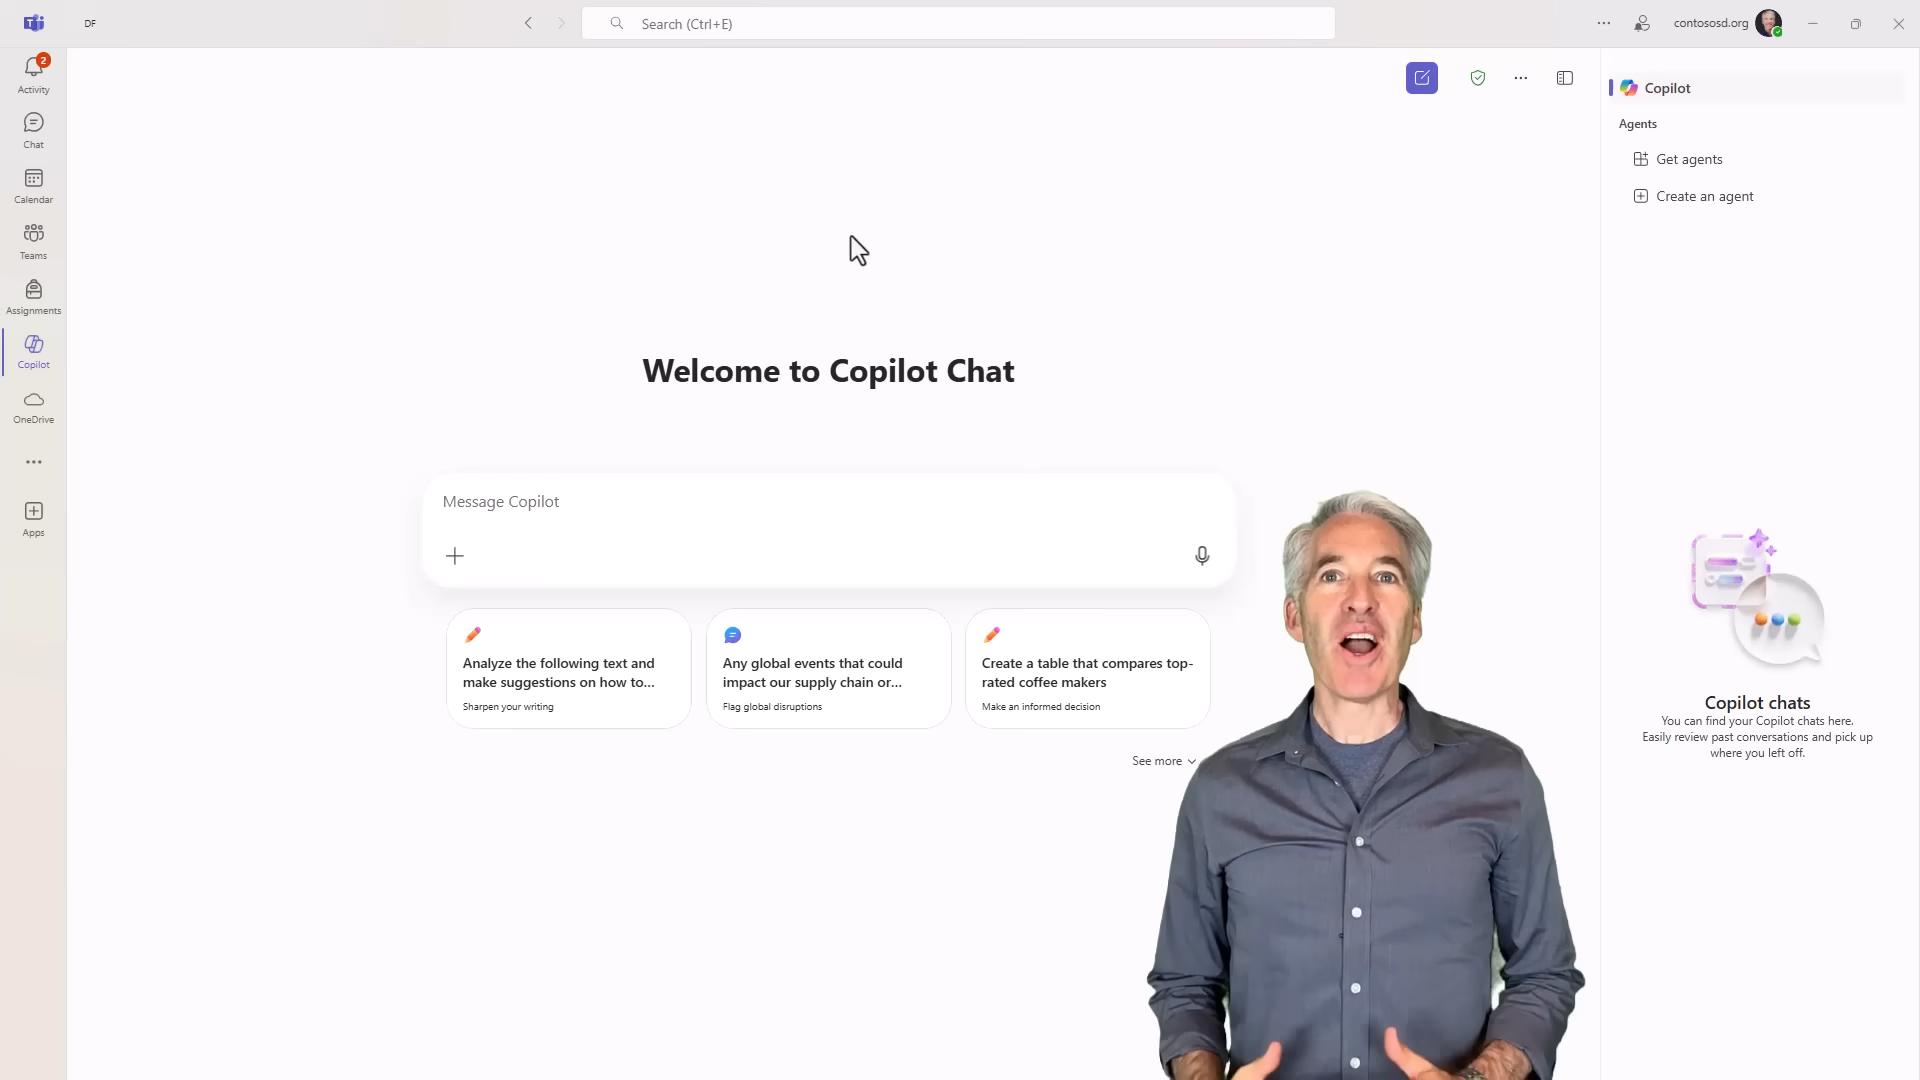 DF
Search (Ctrl+E)
contososd.org
2
Activity
Chat
Calendar
Teams
Assignments
Copilot
OneDrive
Apps
Welcome to Copilot Chat
Message Copilot
Analyze the following text and
make suggestions on how to...
Sharpen your writing
Any global events that could
impact our supply chain or...
Flag global disruptions
Create a table that compares top-
rated coffee makers
Make an informed decision
See more
Copilot
Agents
Get agents
Create an agent
Copilot chats
You can find your Copilot chats here.
Easily review past conversations and pick up
where you left off.